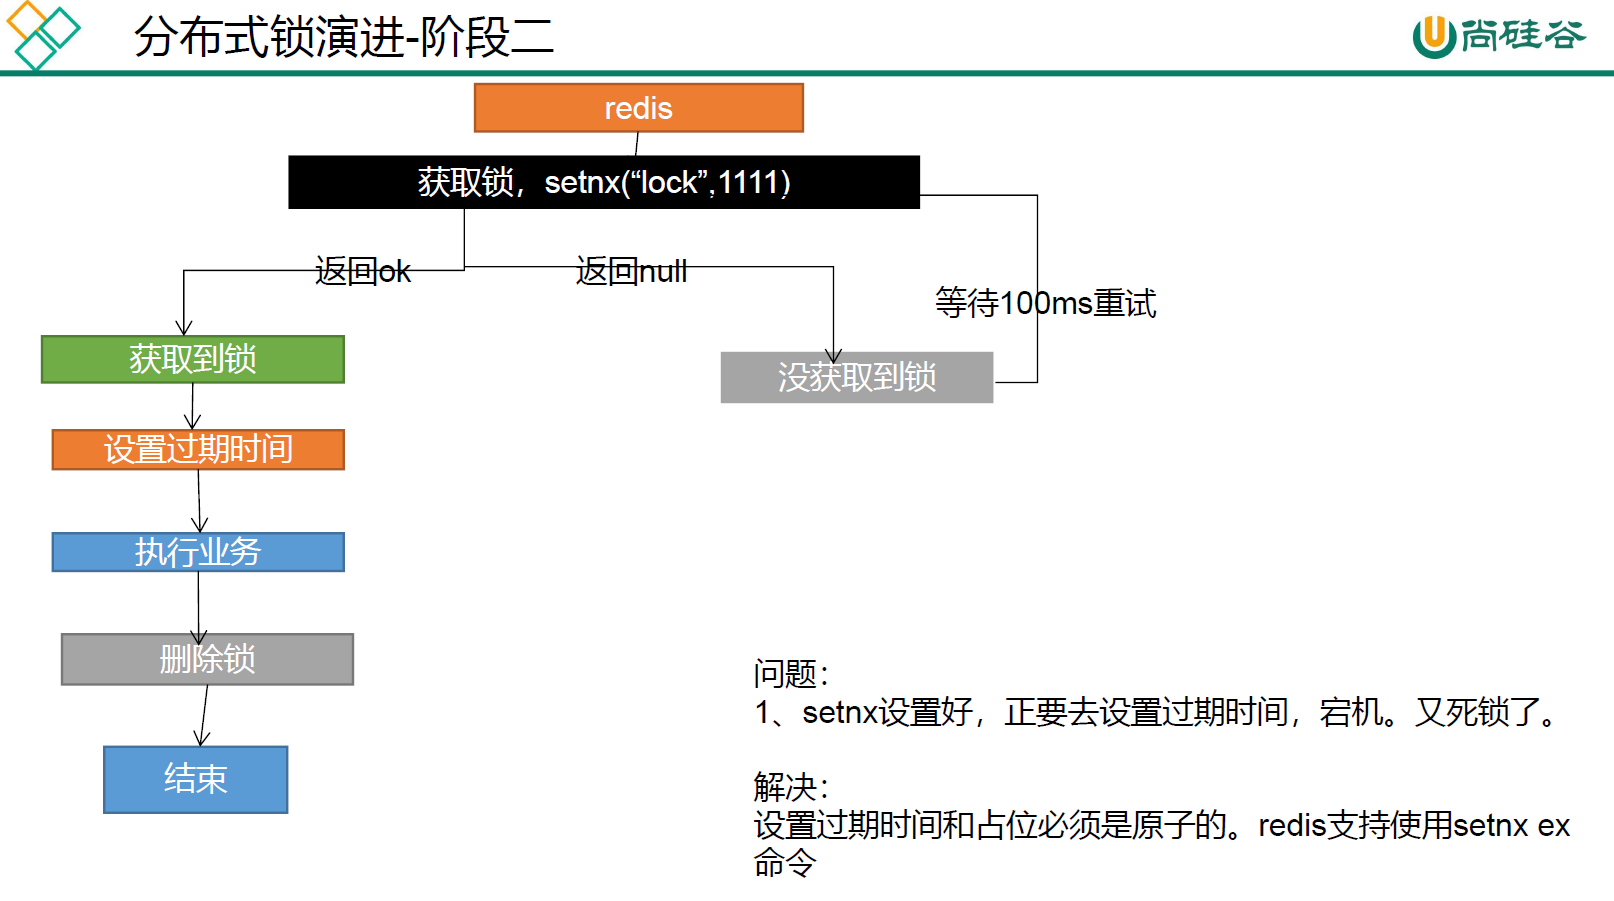 分布式锁演进-阶段二
尚硅谷
redis
获取锁，setnx(“lock”,1111)
返回ok
返回null
等待100ms重试
获取到锁
没获取到锁
设置过期时间
执行业务
删除锁
结束
问题：
1、setnx设置好，正要去设置过期时间，宕机。又死锁了。
解决：
设置过期时间和占位必须是原子的。redis支持使用setnx ex
命令